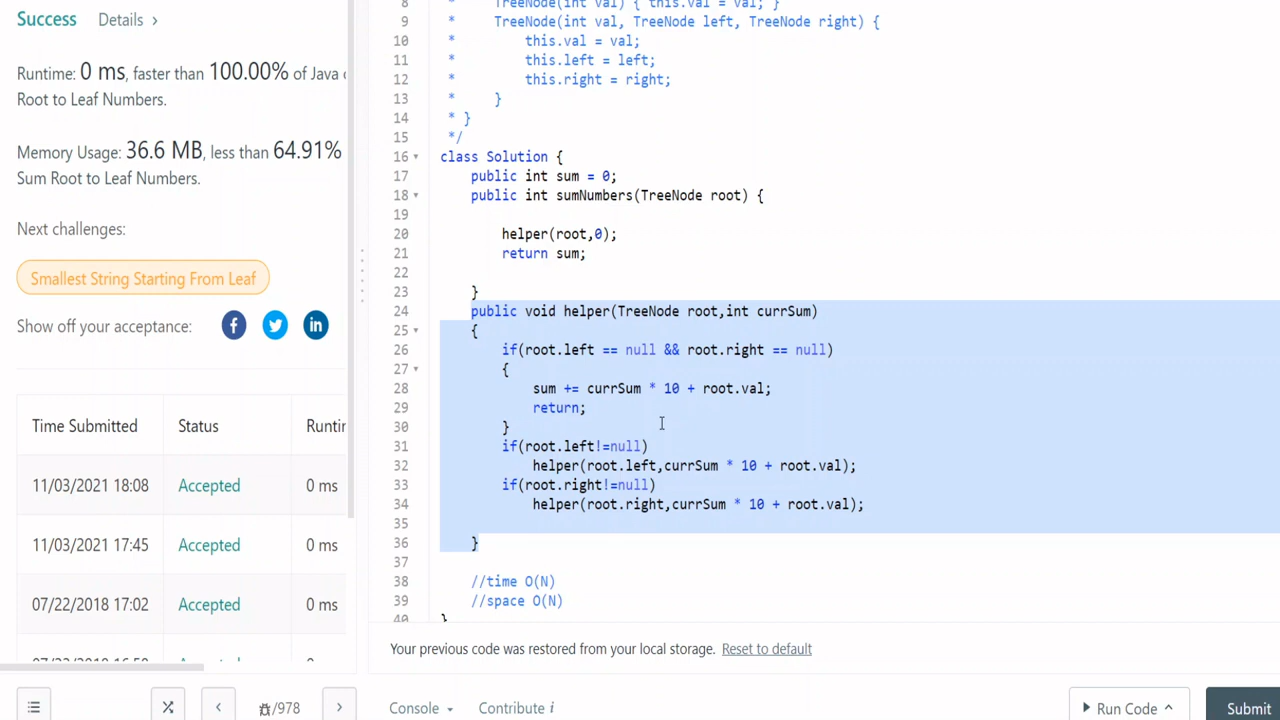 Success Details ›
Runtime: 0 ms, faster than 100.00% of Java
Root to Leaf Numbers.
Memory Usage: 36.6 MB, less than 64.91%
Sum Root to Leaf Numbers.
Next challenges:
Smallest String Starting From Leaf
Show off your acceptance:
Time Submitted Status
11/03/2021 18:08 Accepted 0 ms
11/03/2021 17:45 Accepted 0 ms
07/22/2018 17:02 Accepted 0 ms
8 * TreeNode(int val) { this.val = val; }
9 * TreeNode(int val, TreeNode left, TreeNode right) {
10 * this.val = val;
11 * this.left = left;
12 * this.right = right;
13 * }
14 * }
15 */
16 class Solution {
17 public int sum = 0;
18 public int sumNumbers(TreeNode root) {
19
20 helper(root,0);
21 return sum;
22
23 }
24 public void helper(TreeNode root,int currSum)
25 {
26 if(root.left == null && root.right == null)
27 {
28 sum += currSum * 10 + root.val;
29 return;
30 }
31 if(root.left!=null)
32 helper(root.left,currSum * 10 + root.val);
33 if(root.right!=null)
34 helper(root.right,currSum * 10 + root.val);
35
36 }
37
38 //time O(N)
39 //space O(N)
40 }
Your previous code was restored from your local storage. Reset to default
/978
Console Contribute i
Run Code
Submit